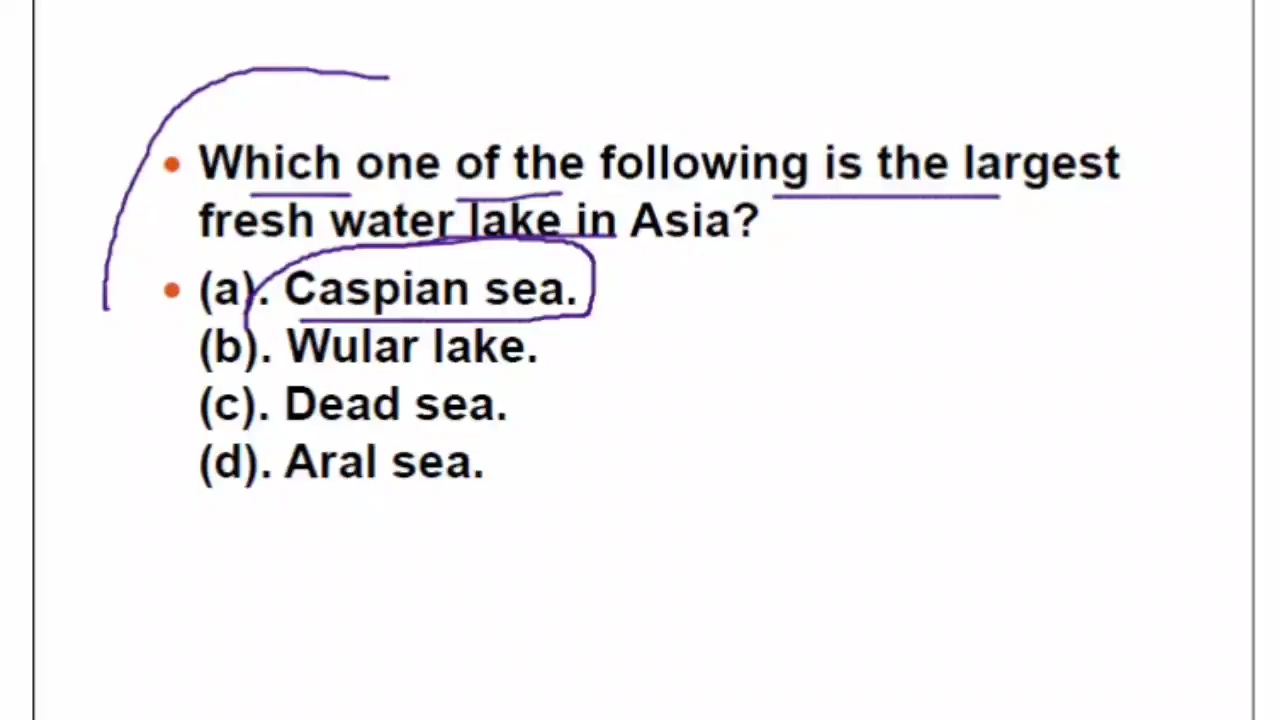 • Which one of the following is the largest
fresh water lake in Asia?
• (a). Caspian sea.
(b). Wular lake.
(c). Dead sea.
(d). Aral sea.